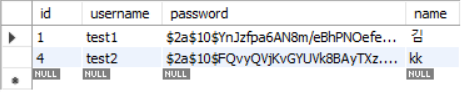 id username password name
1 test1 $2a$10$YnJzfpa6AN8m/eBhPNOefe... 김
4 test2 $2a$10$FQvyQVjKvGYUVk8BAyTXz.... kk
NULL NULL NULL NULL